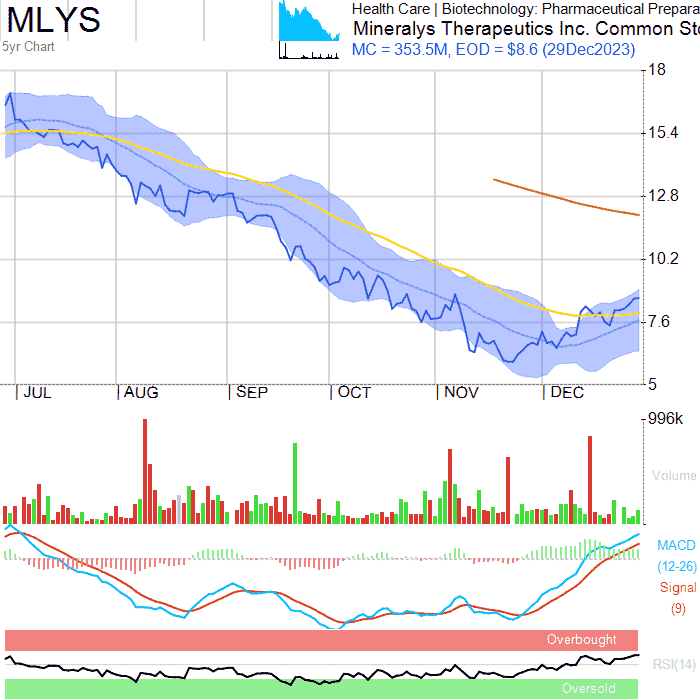 MLYS
5yr Chart
Health Care | Biotechnology: Pharmaceutical Prepara
Mineralys Therapeutics Inc. Common Sto
MC = 353.5M, EOD = $8.6 (29Dec2023)
18
15.4
12.8
10.2
7.6
5
JUL
AUG
SEP
OCT
NOV
DEC
996k
Volume
MACD
(12-26)
Signal
(9)
Overbought
RSI(14)
Oversold